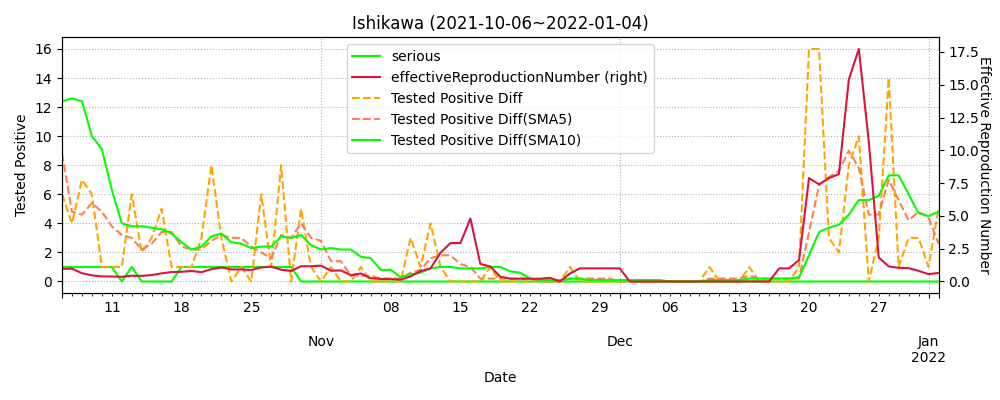 Ishikawa (2021-10-06~2022-01-04)
serious
effectiveReproductionNumber (right)
Tested Positive Diff
Tested Positive Diff(SMA5)
Tested Positive Diff(SMA10)
Tested Positive
16
14
12
10
8
6
4
2
0
17.5
15.0
12.5
10.0
7.5
5.0
2.5
0.0
Effective Reproduction Number
11 18 25 08 15 22 29 06 13 20 27
Nov Dec Jan
2022
Date